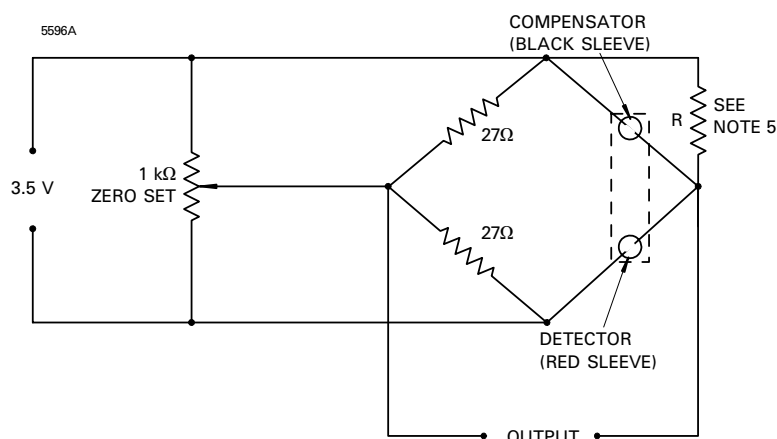 5596A
COMPENSATOR
(BLACK SLEEVE)
SEE
NOTE 5
R
27Ω
1 kΩ
ZERO SET
3.5 V
27Ω
DETECTOR
(RED SLEEVE)
OUTPUT